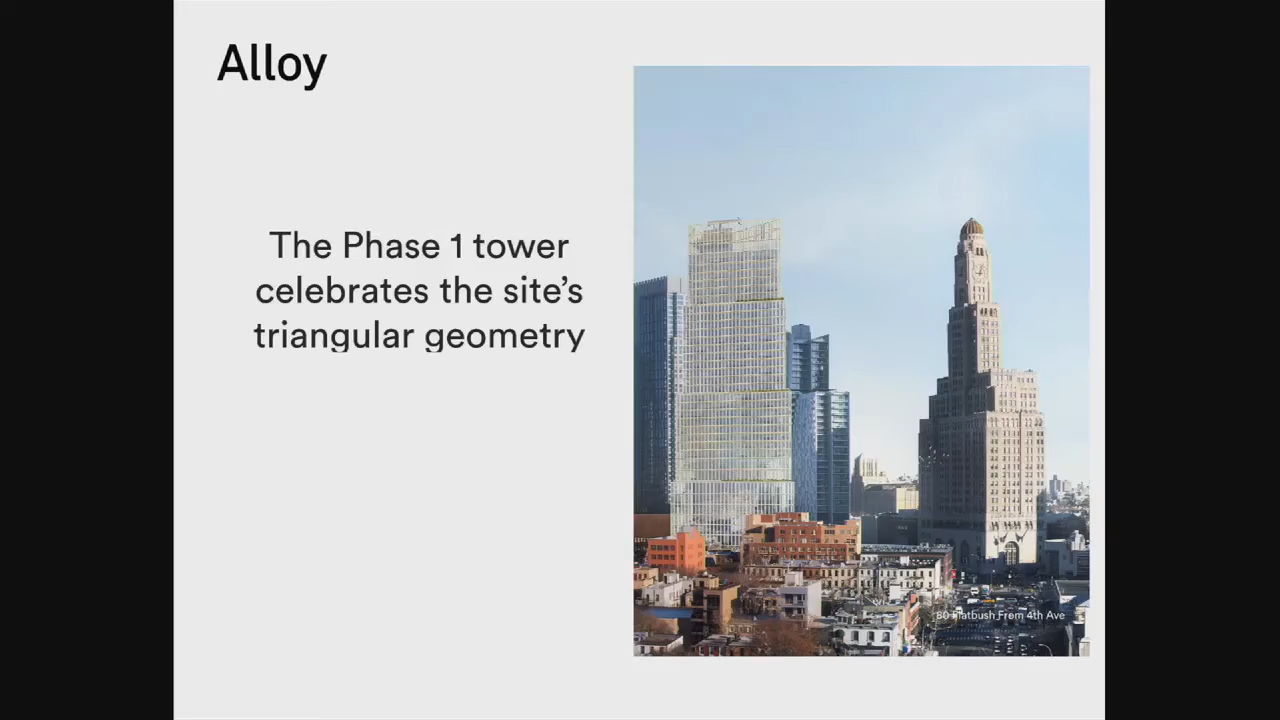 Alloy
The Phase 1 tower
celebrates the site's
triangular geometry
80 Flatbush From 4th Ave